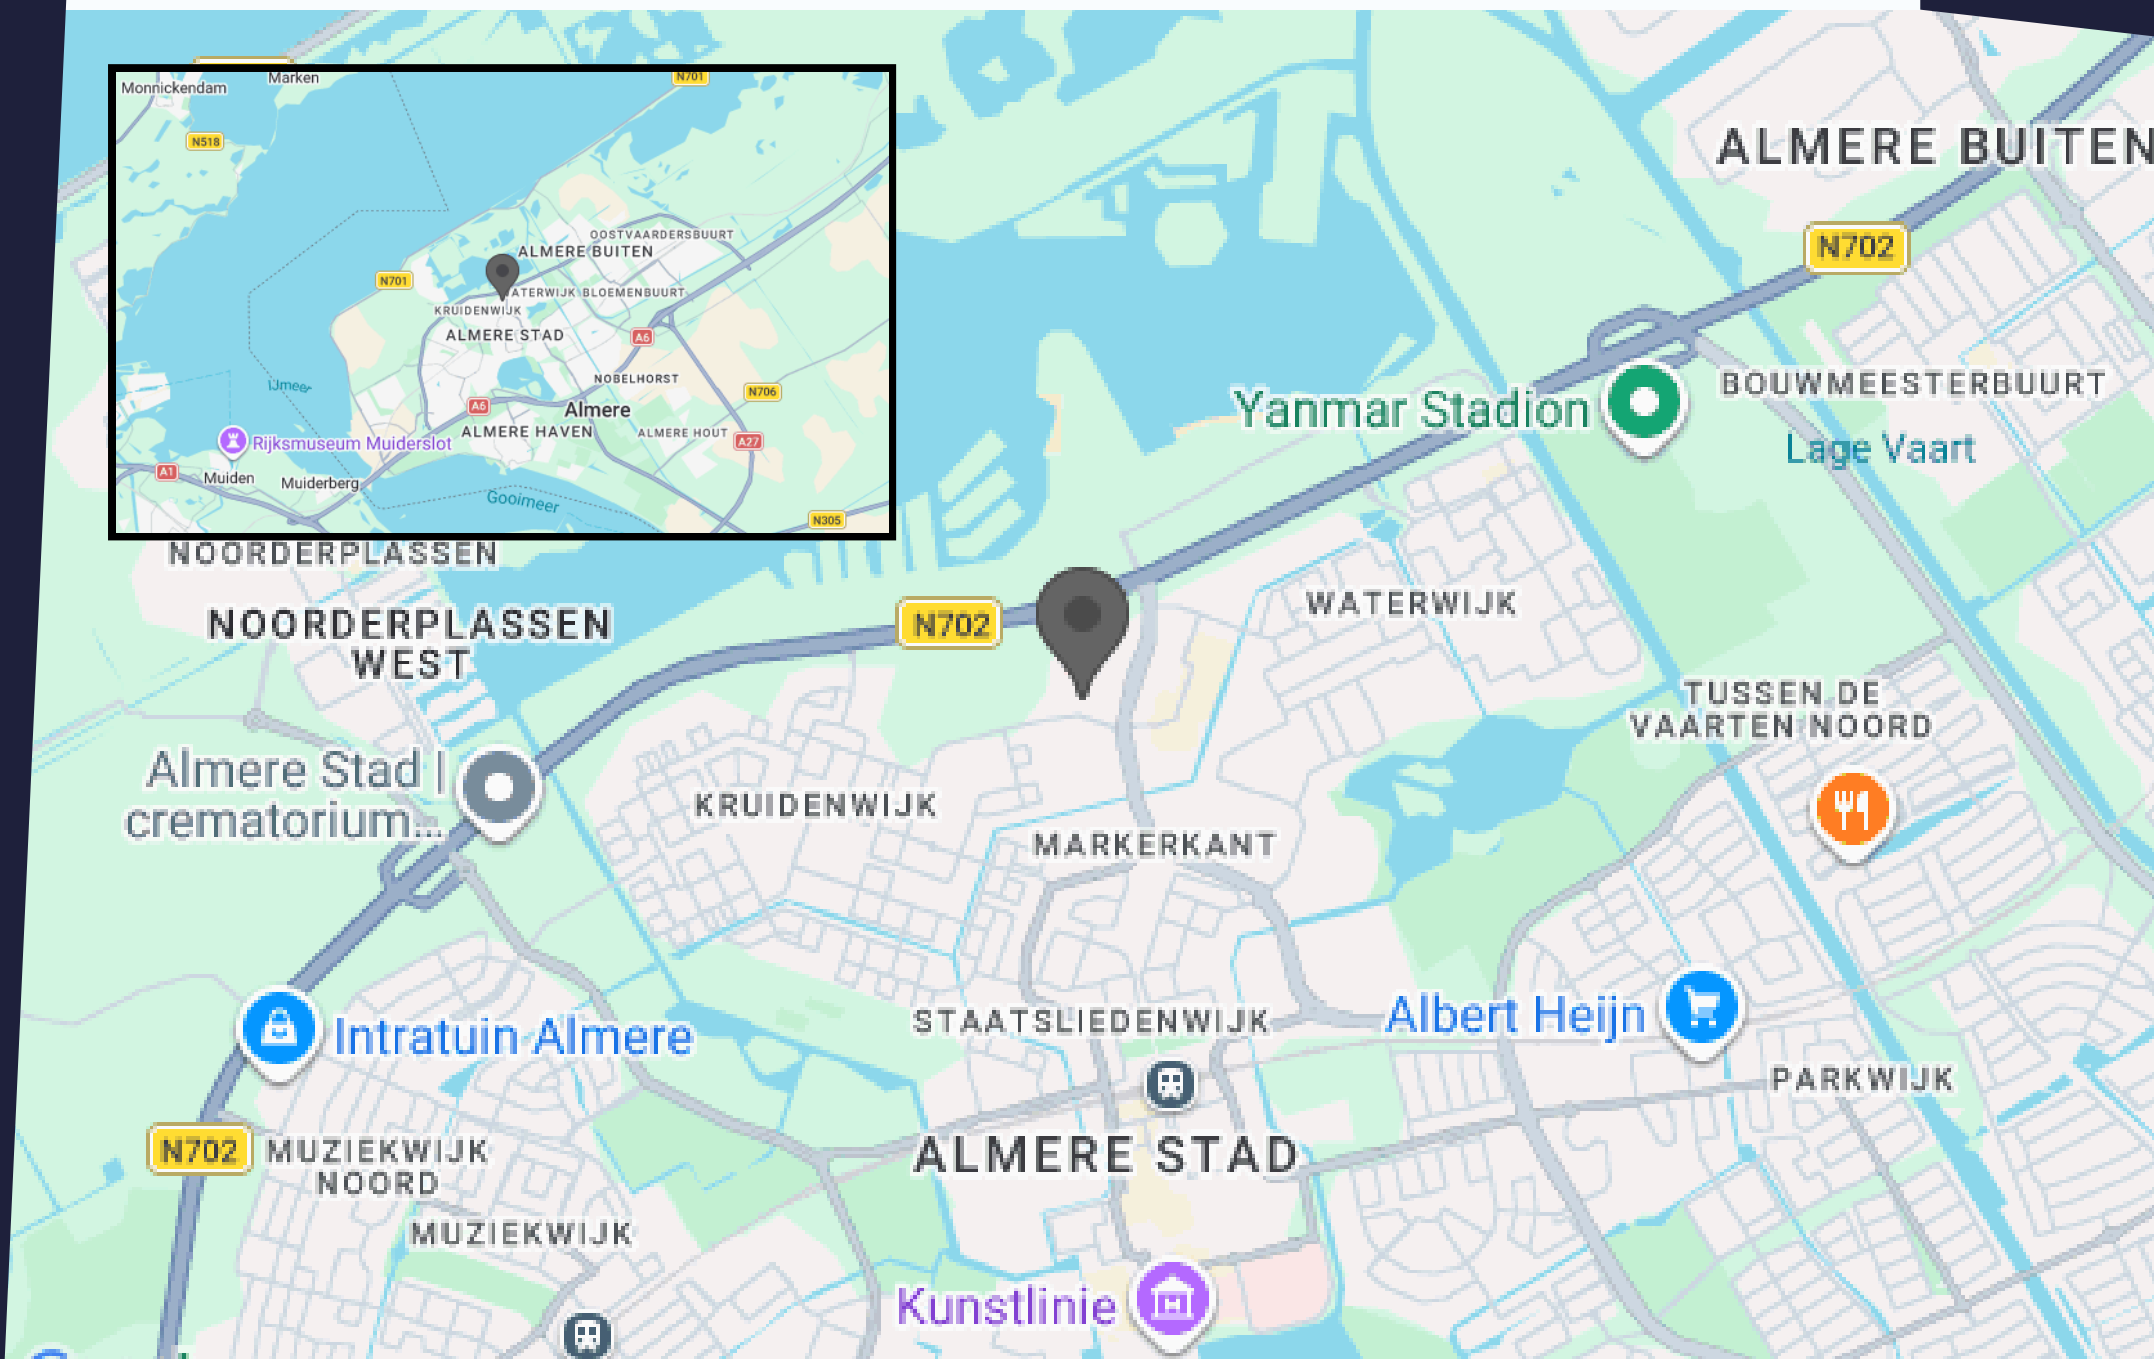 Monnickendam
Marken
N701
N518
OOSTVAARDERSBUURT
ALMERE BUITEN
N701
WATERWIJK BLOEMENBUURT
KRUIDENWIJK
ALMERE STAD
A6
NOBELHORST
IJmeer
N706
A6
Almere
ALMERE HAVEN
ALMERE HOUT
A27
Rijksmuseum Muiderslot
A1
Muiden
Muiderberg
Gooimeer
N305
ALMERE BUITEN
N702
BOUWMEESTERBUURT
Yanmar Stadion
Lage Vaart
NOORDERPLASSEN
NOORDERPLASSEN
WEST
N702
WATERWIJK
TUSSEN DE
VAARTEN NOORD
Almere Stad |
crematorium...
KRUIDENWIJK
MARKERKANT
STAATSLIEDENWIJK
Albert Heijn
Intratuin Almere
PARKWIJK
N702
MUZIEKWIJK
NOORD
ALMERE STAD
MUZIEKWIJK
Kunstlinie